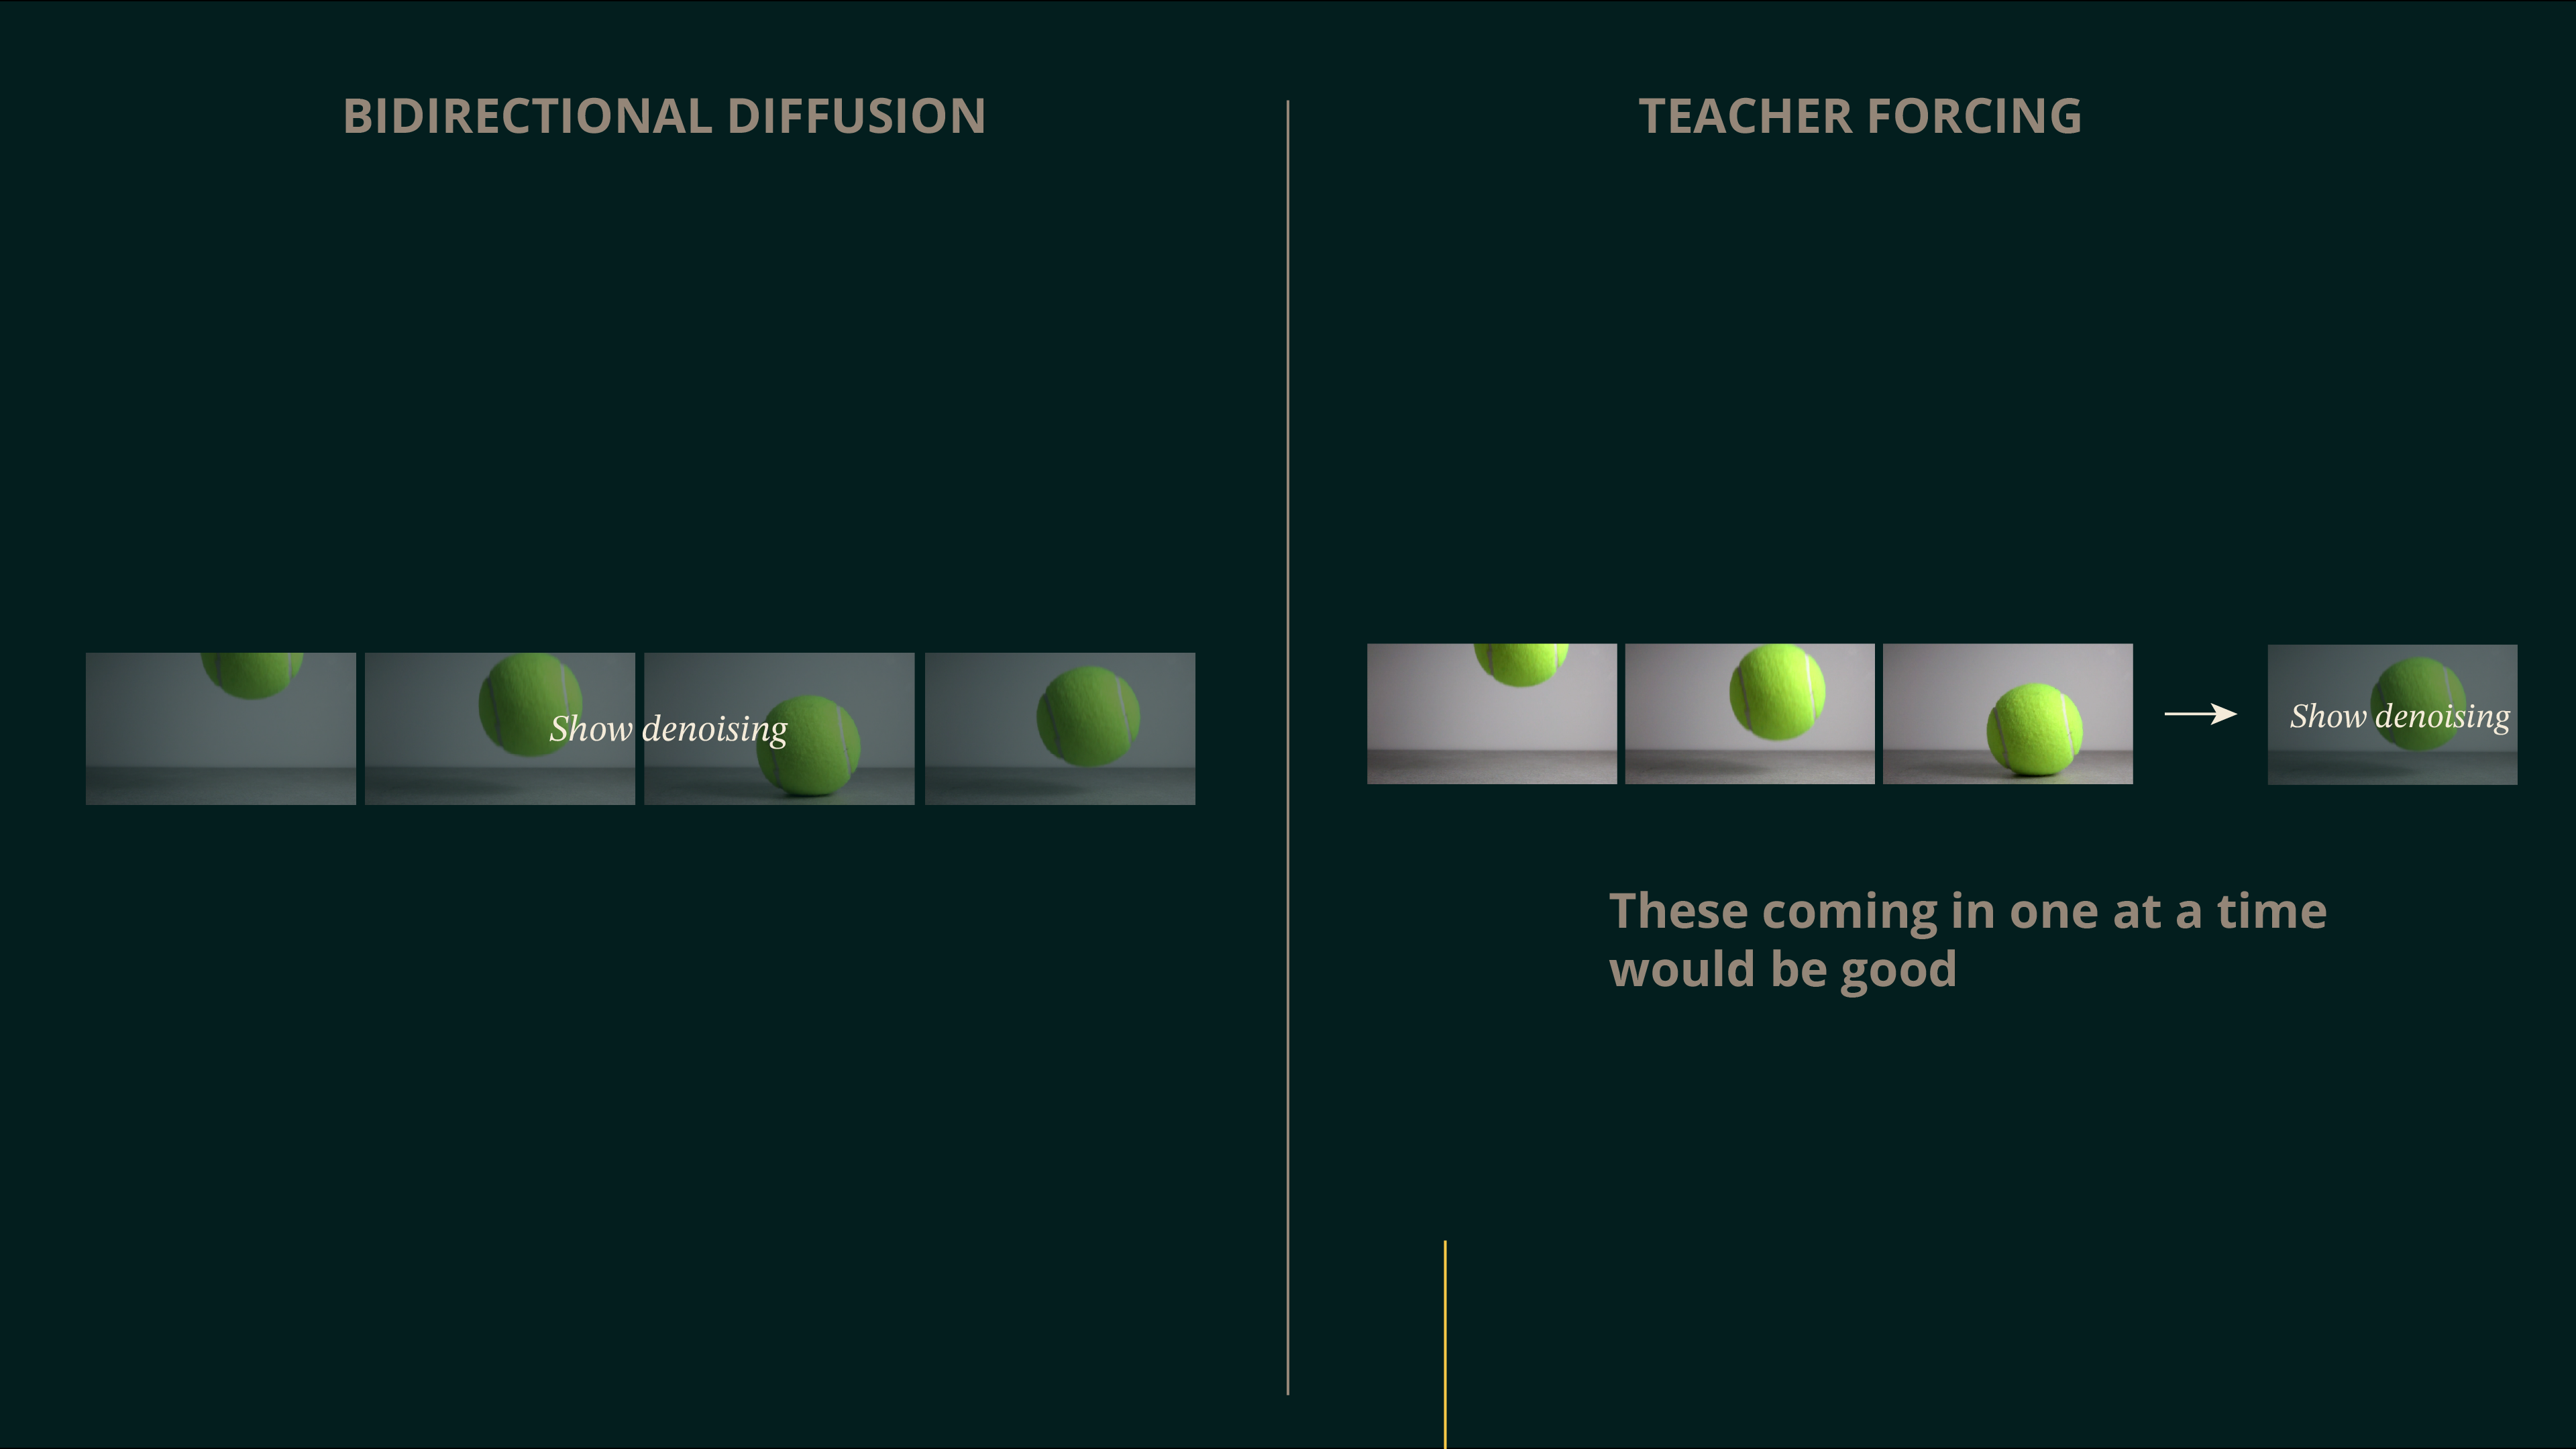 BIDIRECTIONAL DIFFUSION
TEACHER FORCING
Show denoising
Show denoising
These coming in one at a time
would be good